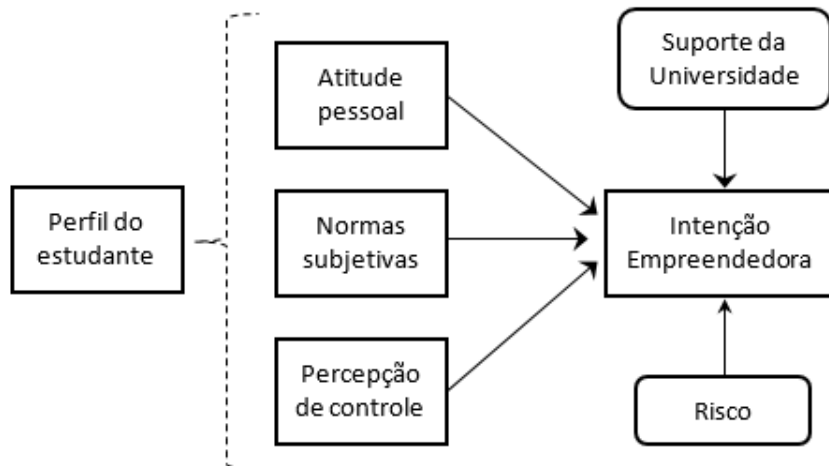 Perfil do
estudante
Atitude
pessoal
Normas
subjetivas
Percepção
de controle
Suporte da
Universidade
Intenção
Empreendedora
Risco